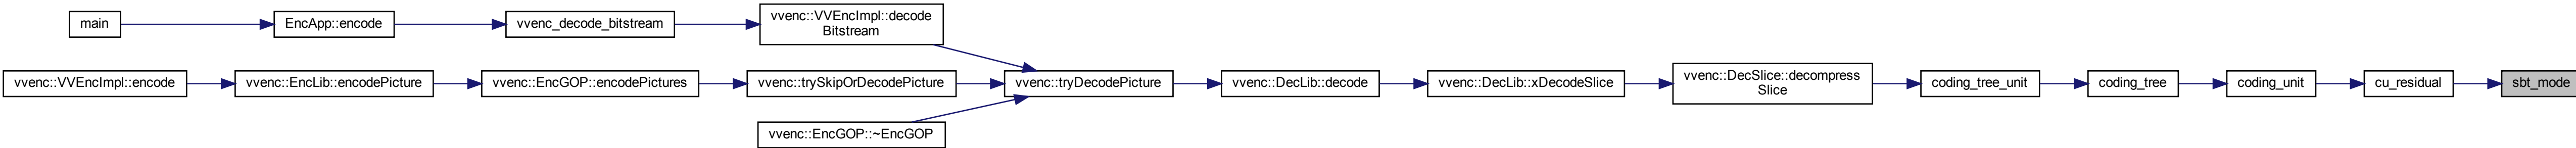 main
EncApp::encode
vvenc_decode_bitstream
vvenc::VVEncImpl::decode
Bitstream
vvenc::VVEncImpl::encode
vvenc::EncLib::encodePicture
vvenc::EncGOP::encodePictures
vvenc::trySkipOrDecodePicture
vvenc::tryDecodePicture
vvenc::DecLib::decode
vvenc::DecLib::xDecodeSlice
vvenc::DecSlice::decompress
Slice
coding_tree_unit
coding_tree
coding_unit
cu_residual
sbt_mode
vvenc::EncGOP::~EncGOP